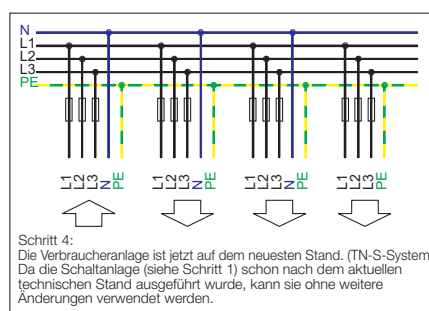 N
L1
L2
L3
PE
L1 L2 L3 N PE L1 L2 L3 N PE L1 L2 L3 N PE L1 L2 L3 PE
Schritt 4:
Die Verbraucheranlage ist jetzt auf dem neuesten Stand. (TN-S-System
Da die Schaltanlage (siehe Schritt 1) schon nach dem aktuellen
technischen Stand ausgeführt wurde, kann sie ohne weitere
Änderungen verwendet werden.